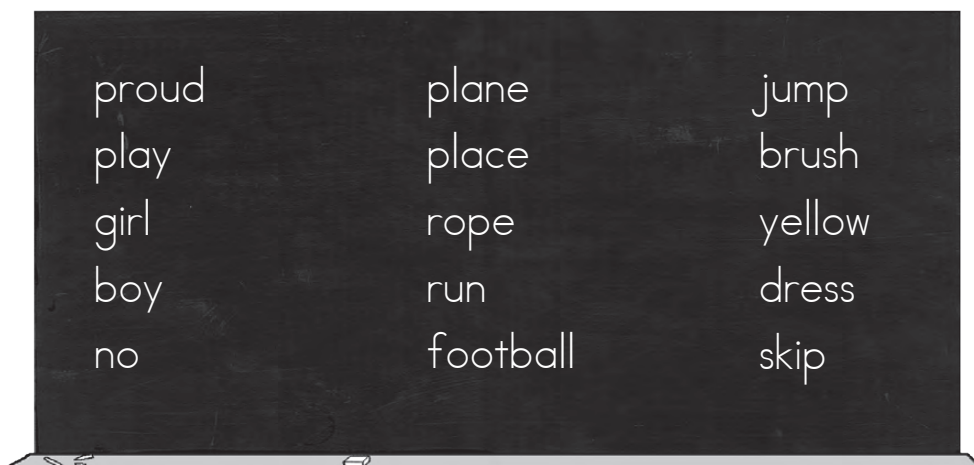 proud plane jump
play place brush
girl rope yellow
boy run dress
no football skip